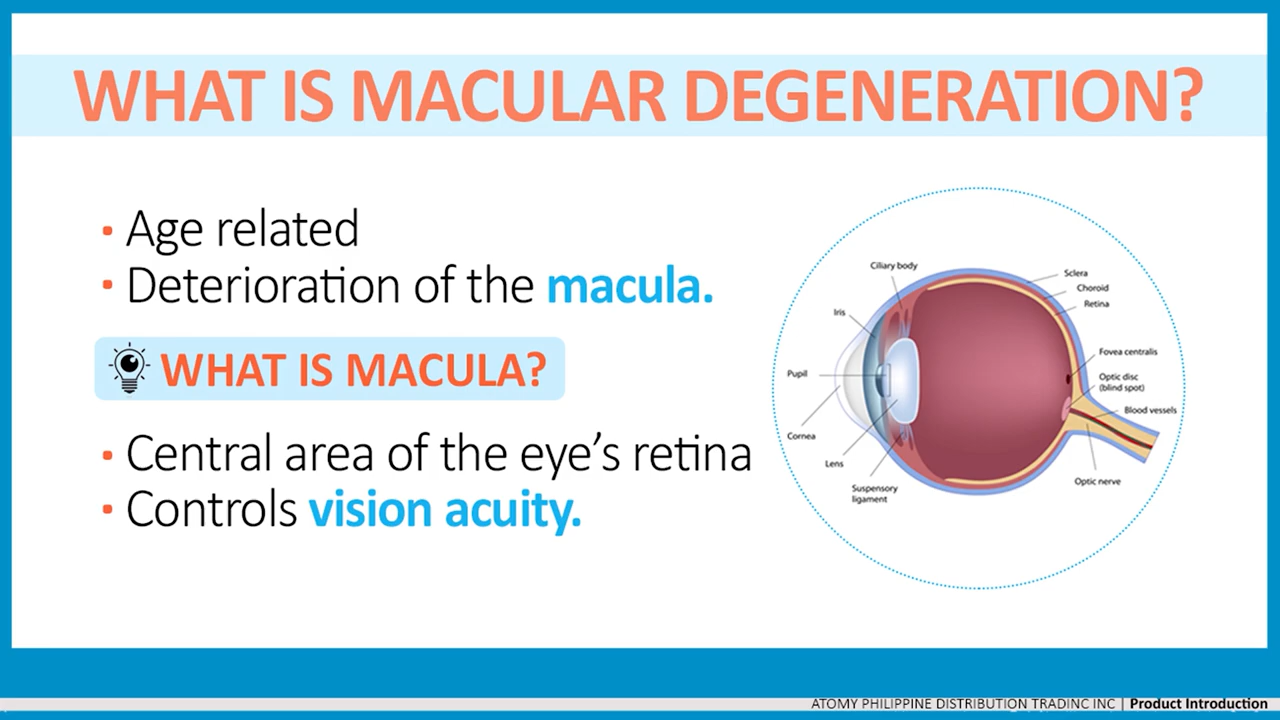 WHAT IS MACULAR DEGENERATION?
• Age related
• Deterioration of the macula.
WHAT IS MACULA?
• Central area of the eye’s retina
• Controls vision acuity.
Ciliary body
Sclera
Choroid
Retina
Iris
Fovea centralis
Pupil
Optic disc
(blind spot)
Blood vessels
Cornea
Lens
Optic nerve
Suspensory
ligament
ATOMY PHILIPPINE DISTRIBUTION TRADINC INC | Product Introduction